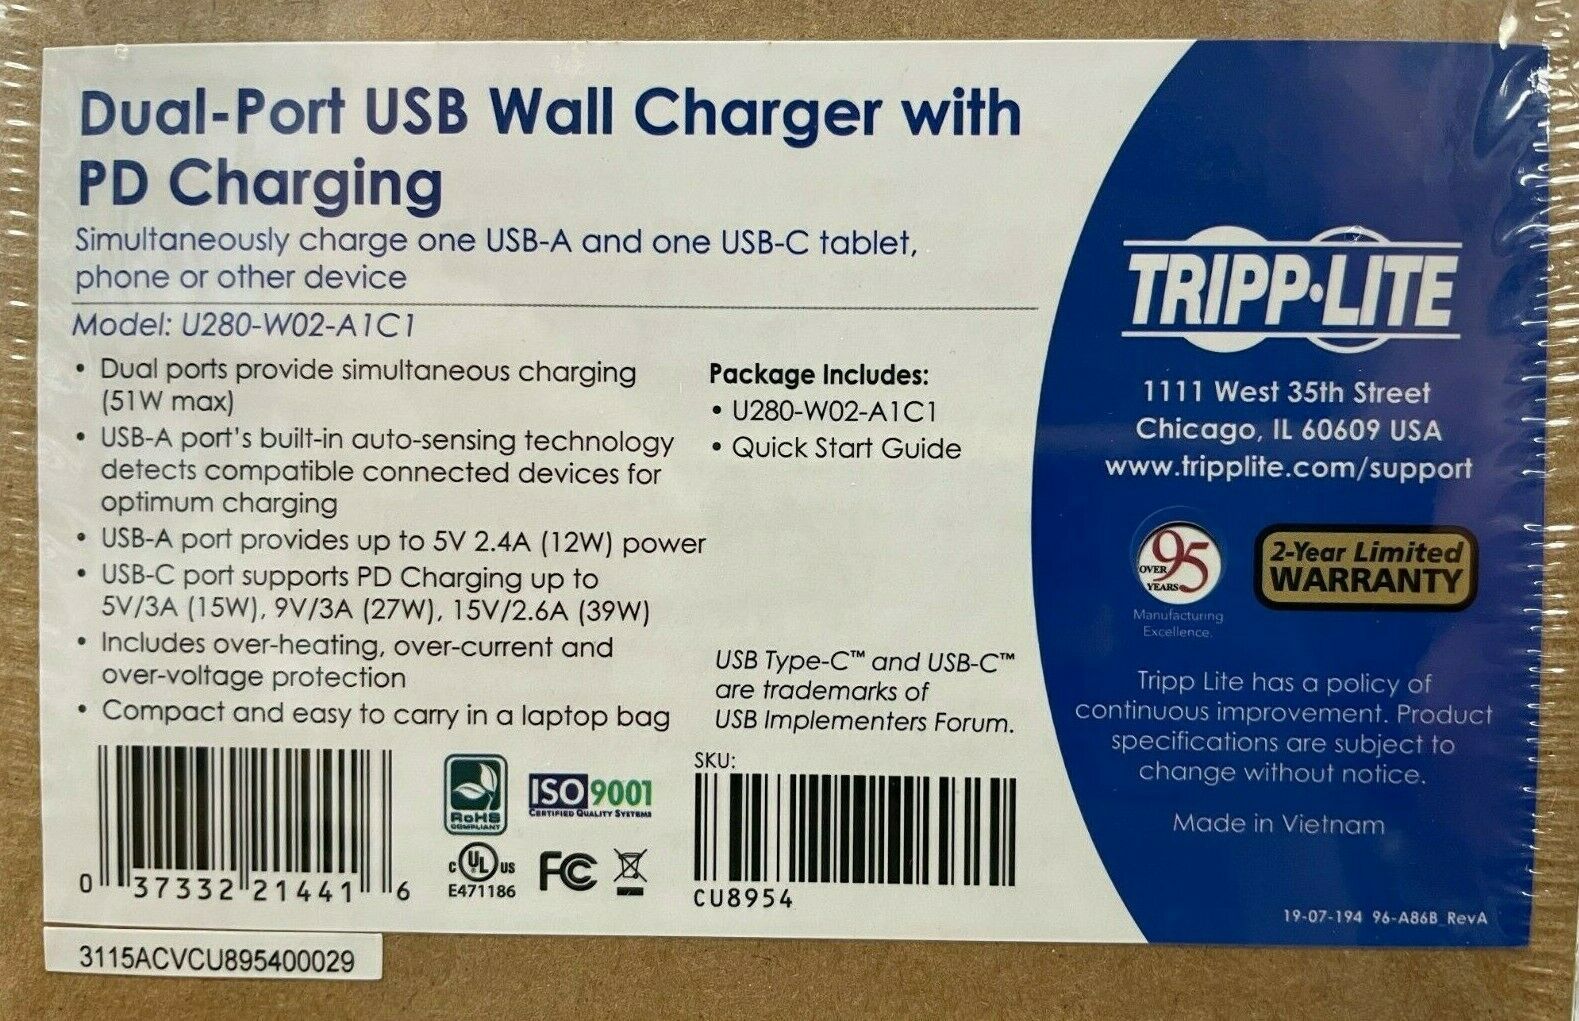 Dual-Port USB Wall Charger with
PD Charging
Simultaneously charge one USB-A and one USB-C tablet,
phone or other device
Model: U280-W02-A1C1
• Dual ports provide simultaneous charging
(51W max)
• USB-A port's built-in auto-sensing technology
detects compatible connected devices for
optimum charging
• USB-A port provides up to 5V 2.4A (12W) power
• USB-C port supports PD Charging up to
5V/3A (15W), 9V/3A (27W), 15V/2.6A (39W)
• Includes over-heating, over-current and
over-voltage protection
• Compact and easy to carry in a laptop bag
Package Includes:
• U280-W02-A1C1
• Quick Start Guide
USB Type-C™ and USB-C™
are trademarks of
USB Implementers Forum.
0 37332 21441 6
RoHS
COMPLIANT
ISO 9001
CERTIFIED QUALITY SYSTEMS
c UL us
E471186
FC
SKU:
CU8954
3115ACVCU895400029
TRIPP·LITE
1111 West 35th Street
Chicago, IL 60609 USA
www.tripplite.com/support
OVER 95
YEARS
Manufacturing
Excellence.
2-Year Limited
WARRANTY
Tripp Lite has a policy of
continuous improvement. Product
specifications are subject to
change without notice.
Made in Vietnam
19-07-194 96-A86B_RevA